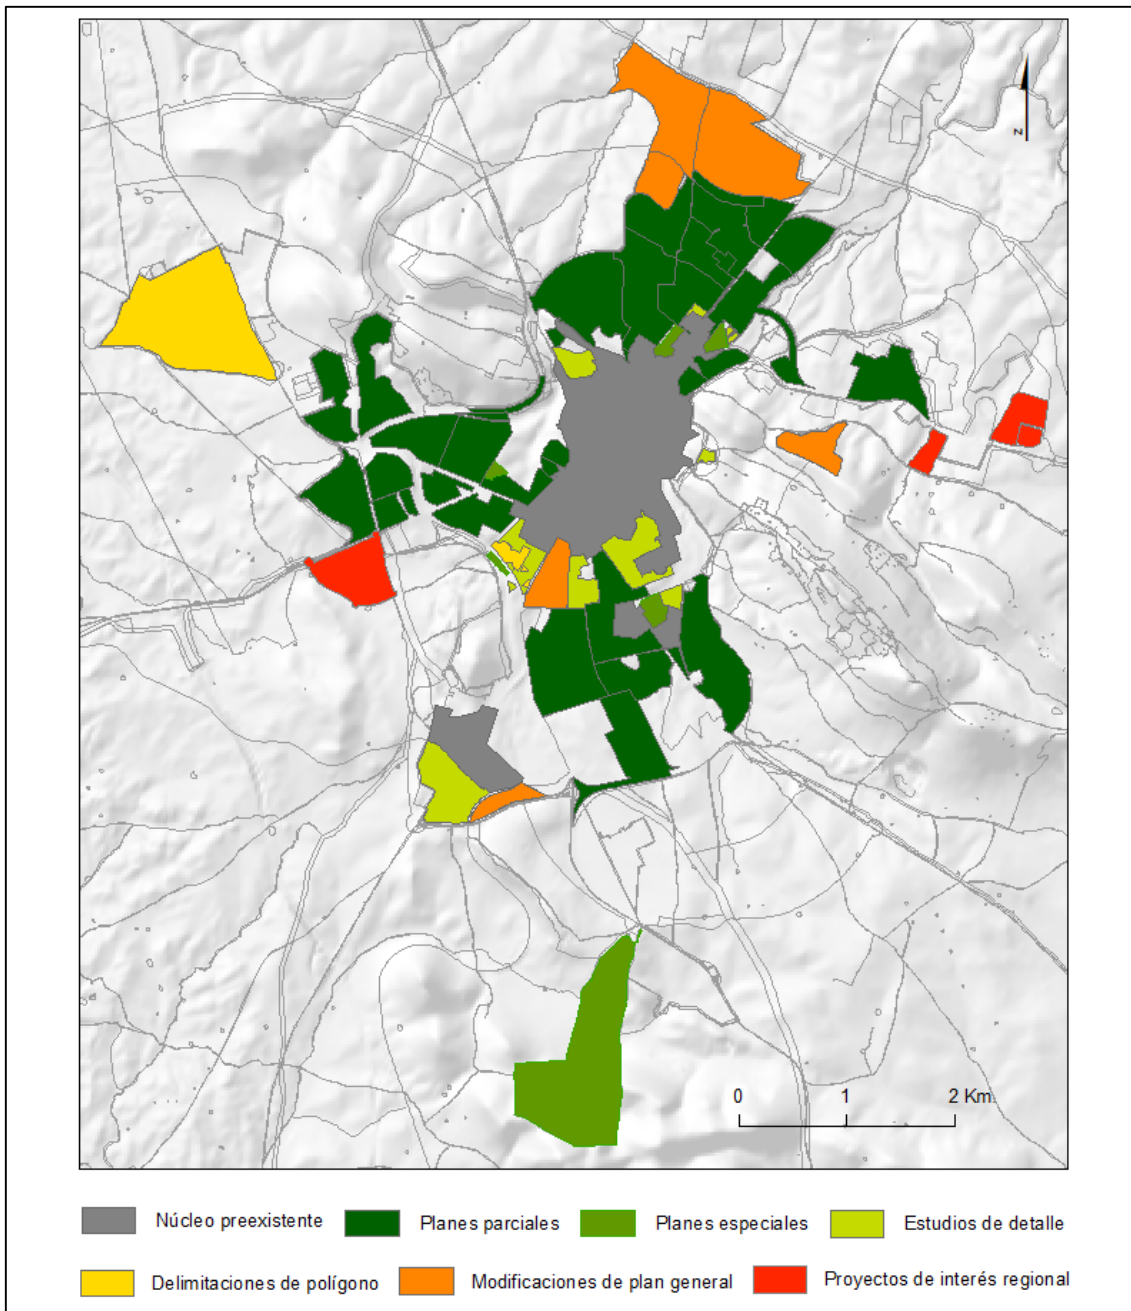 z
0 1 2 Km.
Núcleo preexistente Planes parciales Planes especiales Estudios de detalle
Delimitaciones de polígono Modificaciones de plan general Proyectos de interés regional